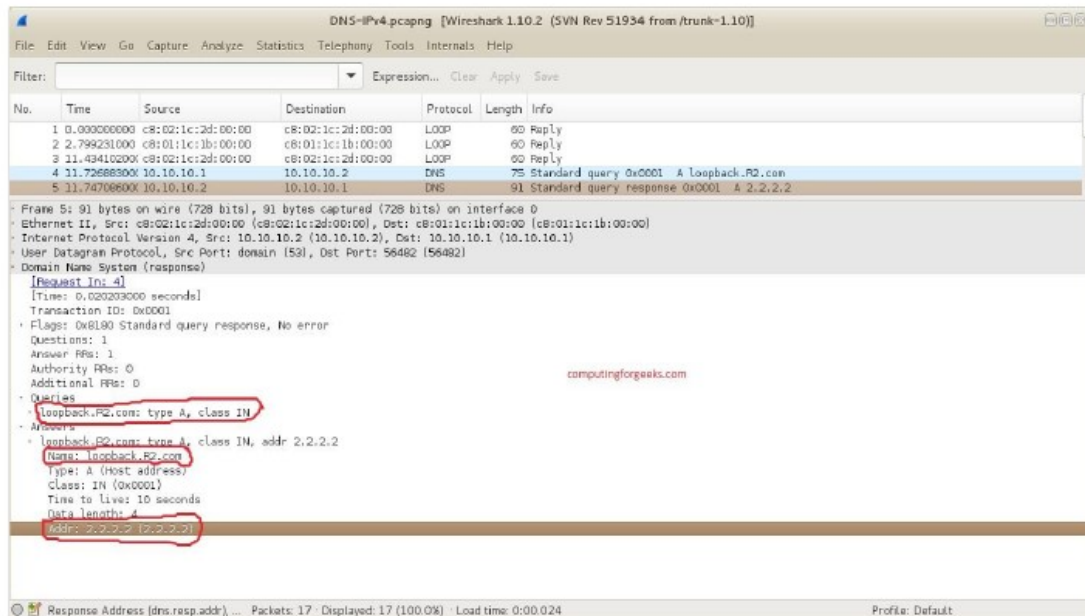 DNS-IPv4.pcapng [Wireshark 1.10.2 (SVN Rev 51934 from /trunk-1.10)]
File Edit View Go Capture Analyze Statistics Telephony Tools Internals Help
Filter: Expression... Clear Apply Save
No. Time Source Destination Protocol Length Info
1 0.000000000 c8:02:1c:2d:00:00 c8:02:1c:2d:00:00 LOOP 60 Reply
2 2.799231000 c8:01:1c:1b:00:00 c8:01:1c:1b:00:00 LOOP 60 Reply
3 11.43410200( c8:02:1c:2d:00:00 c8:02:1c:2d:00:00 LOOP 60 Reply
4 11.72688300( 10.10.10.1 10.10.10.2 DNS 75 Standard query 0x0001 A loopback.R2.com
5 11.74708600( 10.10.10.2 10.10.10.1 DNS 91 Standard query response 0x0001 A 2.2.2.2
Frame 5: 91 bytes on wire (728 bits), 91 bytes captured (728 bits) on interface 0
Ethernet II, Src: c8:02:1c:2d:00:00 (c8:02:1c:2d:00:00), Dst: c8:01:1c:1b:00:00 (c8:01:1c:1b:00:00)
Internet Protocol Version 4, Src: 10.10.10.2 (10.10.10.2), Dst: 10.10.10.1 (10.10.10.1)
User Datagram Protocol, Src Port: domain (53), Dst Port: 56482 (56482)
Domain Name System (response)
[Request In: 4]
[Time: 0.020203000 seconds]
Transaction ID: 0x0001
Flags: 0x8180 Standard query response, No error
Questions: 1
Answer RRs: 1
Authority RRs: 0
computingforgeeks.com
Additional RRs: 0
Queries
loopback.R2.com: type A, class IN
Answers
loopback.R2.com: type A, class IN, addr 2.2.2.2
Name: loopback.R2.com
Type: A (Host address)
Class: IN (0x0001)
Time to live: 10 seconds
Data length: 4
Addr: 2.2.2.2 (2.2.2.2)
Response Address (dns.resp.addr), ... Packets: 17 · Displayed: 17 (100.0%) · Load time: 0:00.024 Profile: Default